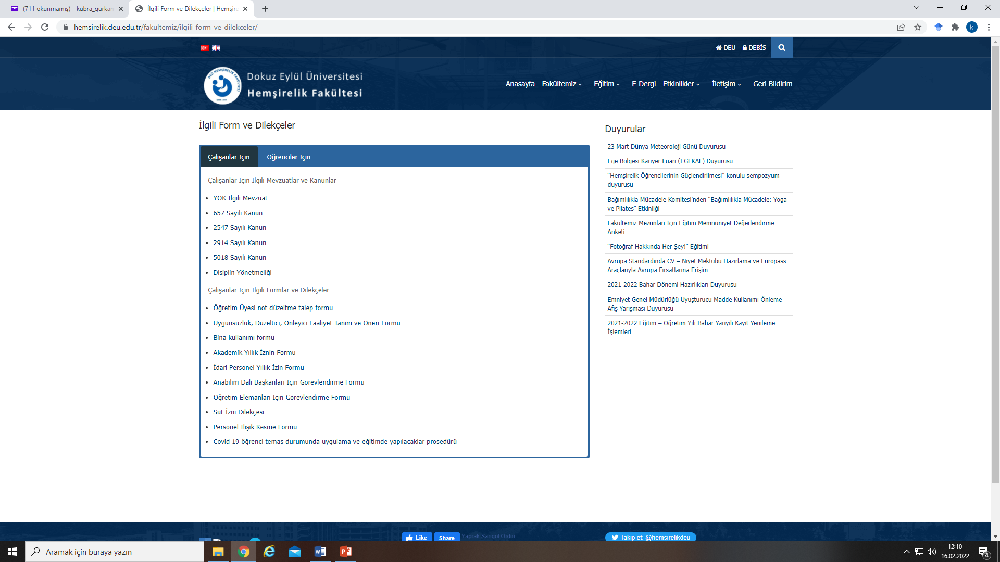 (711 okunmamış) - kubra_gurkan
İlgili Form ve Dilekçeler | Hemşire
hemsirelik.deu.edu.tr/fakultemiz/ilgili-form-ve-dilekceler/
k
DEU DEBİS
DEÜ HEMŞİRELİK FAKÜLTESİ
Dokuz Eylül Üniversitesi
Hemşirelik Fakültesi
Anasayfa Fakültemiz Eğitim E-Dergi Etkinlikler İletişim Geri Bildirim
İlgili Form ve Dilekçeler
Çalışanlar İçin Öğrenciler İçin
Çalışanlar İçin İlgili Mevzuatlar ve Kanunlar
YÖK İlgili Mevzuat
657 Sayılı Kanun
2547 Sayılı Kanun
2914 Sayılı Kanun
5018 Sayılı Kanun
Disiplin Yönetmeliği
Çalışanlar İçin İlgili Formlar ve Dilekçeler
Öğretim Üyesi not düzeltme talep formu
Uygunsuzluk, Düzeltici, Önleyici Faaliyet Tanım ve Öneri Formu
Bina kullanımı formu
Akademik Yıllık İznin Formu
İdari Personel Yıllık İzin Formu
Anabilim Dalı Başkanları İçin Görevlendirme Formu
Öğretim Elemanları İçin Görevlendirme Formu
Süt İzni Dilekçesi
Personel İlişik Kesme Formu
Covid 19 öğrenci temas durumunda uygulama ve eğitimde yapılacaklar prosedürü
Duyurular
23 Mart Dünya Meteoroloji Günü Duyurusu
Ege Bölgesi Kariyer Fuarı (EGEKAF) Duyurusu
“Hemşirelik Öğrencilerinin Güçlendirilmesi” konulu sempozyum
duyurusu
Bağımlılıkla Mücadele Komitesi’nden “Bağımlılıkla Mücadele: Yoga
ve Pilates” Etkinliği
Fakültemiz Mezunları İçin Eğitim Memnuniyet Değerlendirme
Anketi
“Fotoğraf Hakkında Her Şey!” Eğitimi
Avrupa Standardında CV – Niyet Mektubu Hazırlama ve Europass
Araçlarıyla Avrupa Fırsatlarına Erişim
2021-2022 Bahar Dönemi Hazırlıkları Duyurusu
Emniyet Genel Müdürlüğü Uyuşturucu Madde Kullanımı Önleme
Afiş Yarışması Duyurusu
2021-2022 Eğitim – Öğretim Yılı Bahar Yarıyılı Kayıt Yenileme
İşlemleri
Like Share Yaprak Sarıgöl Ordin
Takip et: @hemsirelikdeu
Aramak için buraya yazın
12:10
16.02.2022
4